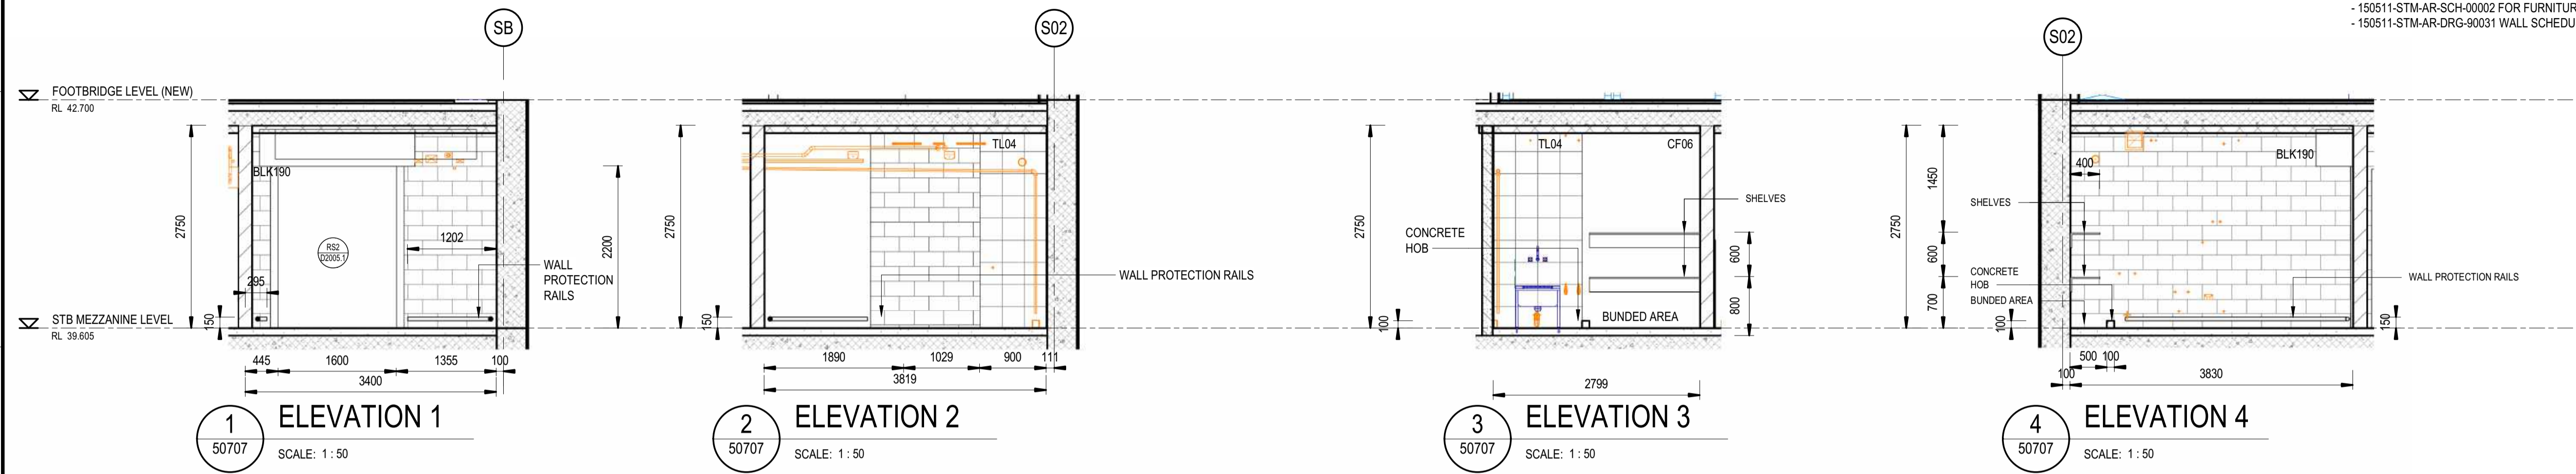 - 150511-STM-AR-SCH-00002 FOR FURNITUR
- 150511-STM-AR-DRG-90031 WALL SCHEDU
SB
S02
S02
FOOTBRIDGE LEVEL (NEW)
RL 42.700
STB MEZZANINE LEVEL
RL 39.605
2750
BLK190
RS2
D2005.1
1202
2200
295
150
WALL
PROTECTION
RAILS
445
1600
1355
100
3400
1
50707
ELEVATION 1
SCALE: 1 : 50
2750
TL04
150
WALL PROTECTION RAILS
1890
1029
900
111
3819
2
50707
ELEVATION 2
SCALE: 1 : 50
2750
TL04
CF06
SHELVES
CONCRETE
HOB
600
800
BUNDED AREA
100
2799
3
50707
ELEVATION 3
SCALE: 1 : 50
2750
1450
400
BLK190
SHELVES
600
CONCRETE
HOB
BUNDED AREA
700
WALL PROTECTION RAILS
100
150
500
100
100
3830
4
50707
ELEVATION 4
SCALE: 1 : 50